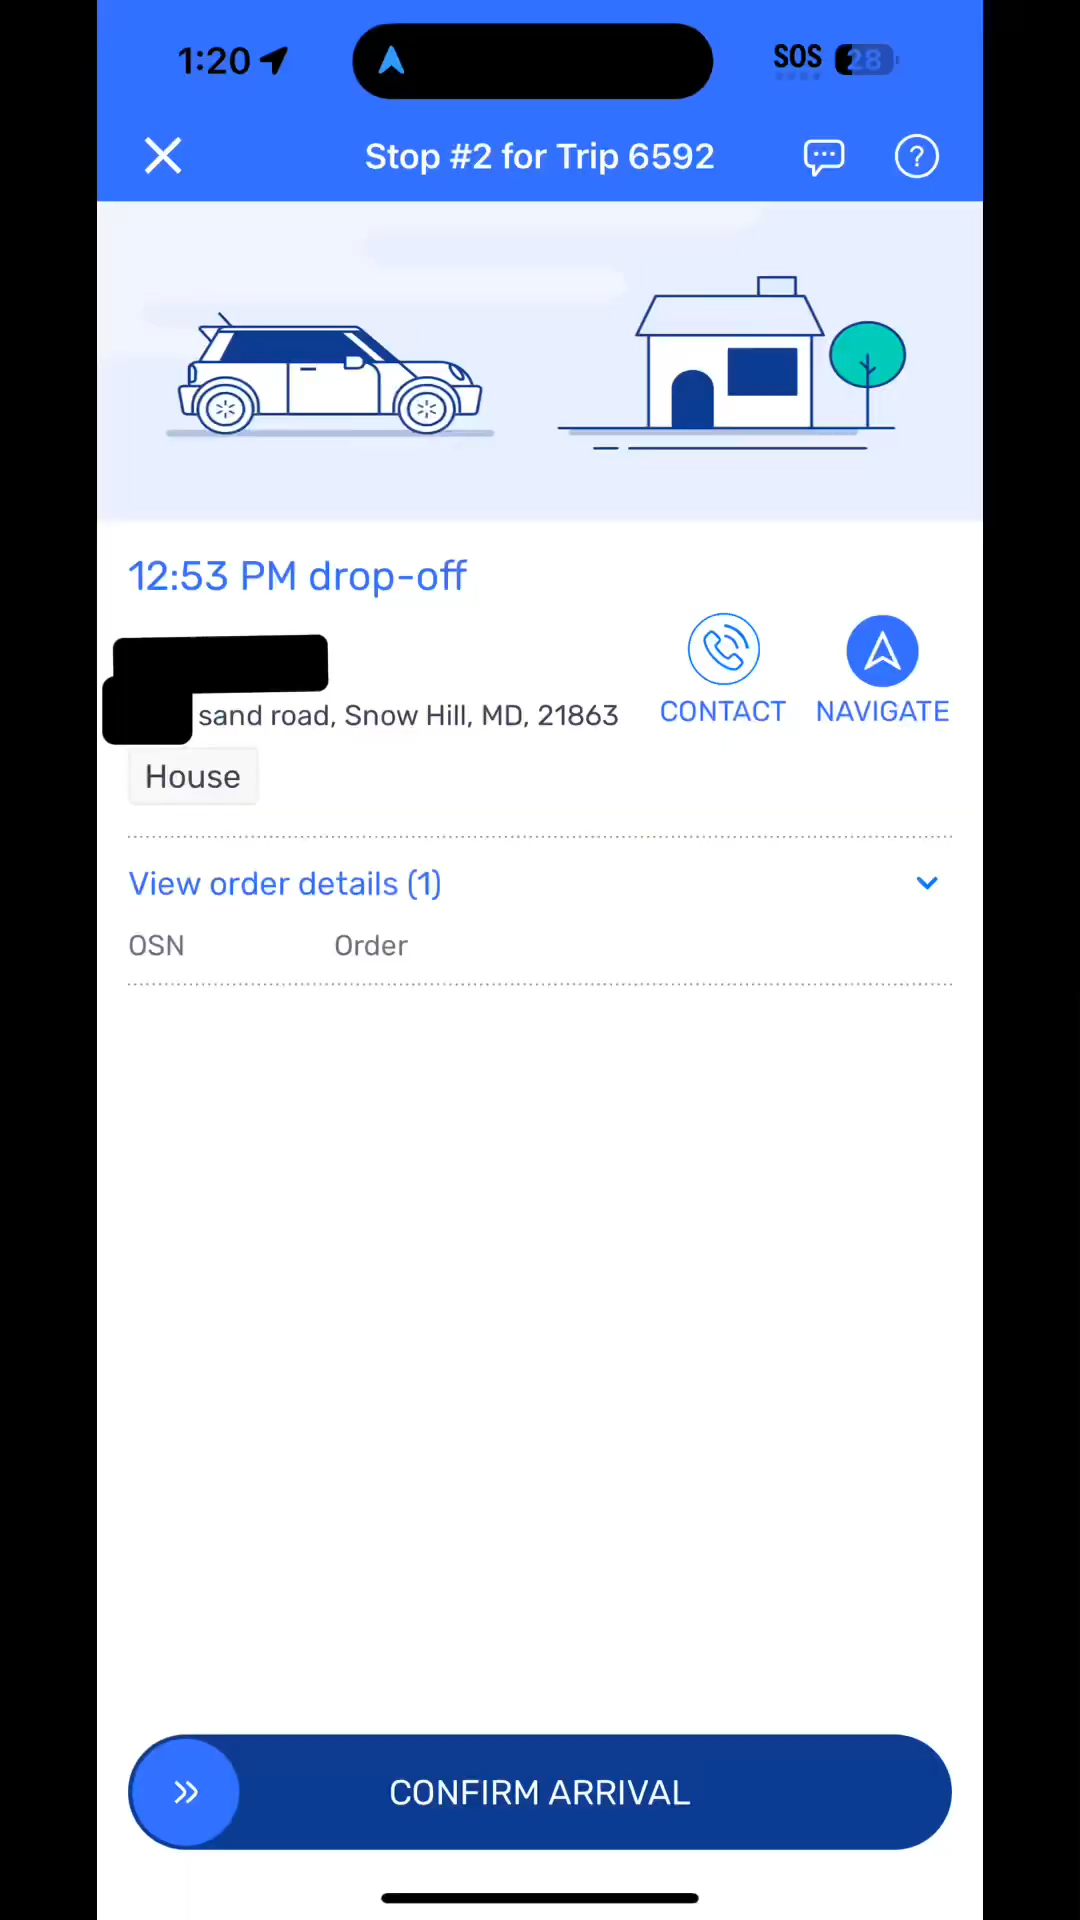 1:20
SOS 28
Stop #2 for Trip 6592
?
12:53 PM drop-off
sand road, Snow Hill, MD, 21863
CONTACT
NAVIGATE
House
View order details (1)
OSN Order
CONFIRM ARRIVAL